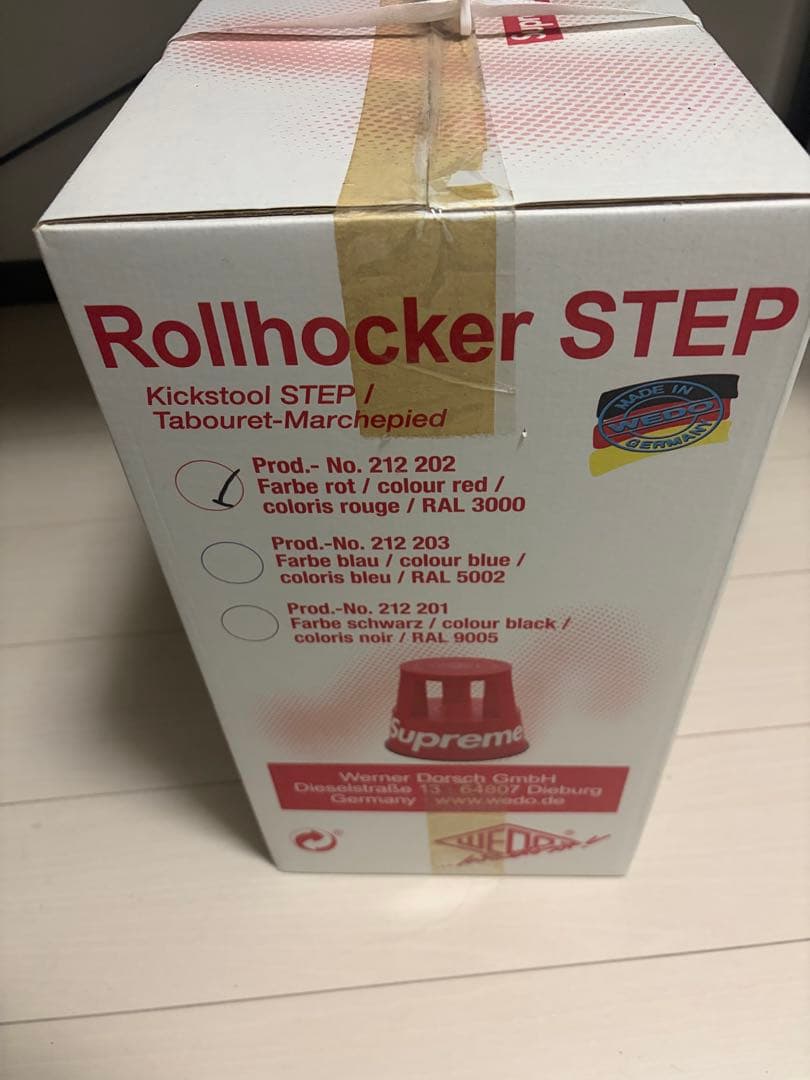 Supr
Rollhocker STEP
Kickstool STEP /
Tabouret-Marchepied
MADE IN
WEDO
GERMANY
Prod.- No. 212 202
Farbe rot / colour red /
coloris rouge / RAL 3000
Prod.-No. 212 203
Farbe blau / colour blue /
coloris bleu / RAL 5002
Prod.-No. 212 201
Farbe schwarz / colour black /
coloris noir / RAL 9005
Supreme
Werner Dorsch GmbH
Dieselstraße 13 · 64807 Dieburg
Germany www.wedo.de
WEDO